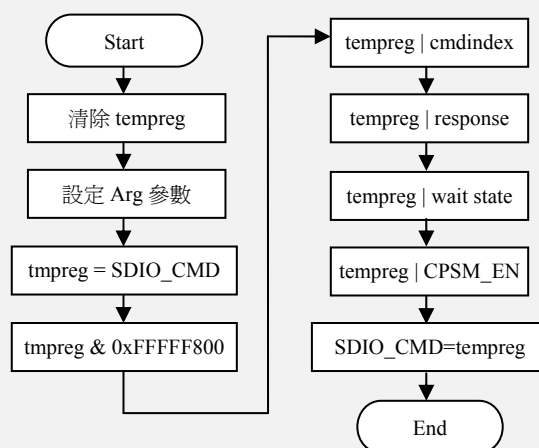 Start
清除 tempreg
設定 Arg 參數
tmpreg = SDIO_CMD
tmpreg & 0xFFFFF800
tempreg | cmdindex
tempreg | response
tempreg | wait state
tempreg | CPSM_EN
SDIO_CMD=tempreg
End